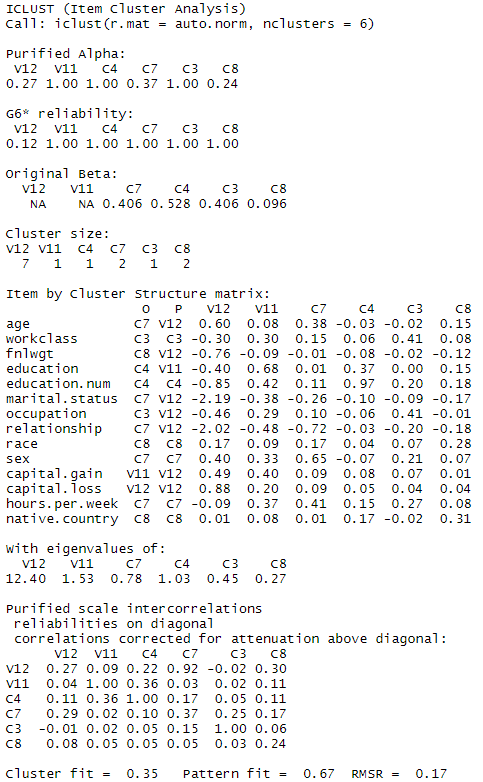 ICLUST (Item Cluster Analysis)
Call: iclust(r.mat = auto.norm, nclusters = 6)
Purified Alpha:
V12 V11 C4 C7 C3 C8
0.27 1.00 1.00 0.37 1.00 0.24
G6* reliability:
V12 V11 C4 C7 C3 C8
0.12 1.00 1.00 1.00 1.00 1.00
Original Beta:
V12 V11 C7 C4 C3 C8
NA NA 0.406 0.528 0.406 0.096
Cluster size:
V12 V11 C4 C7 C3 C8
7 1 1 2 1 2
Item by Cluster Structure matrix:
O P V12 V11 C7 C4 C3 C8
age C7 V12 0.60 0.08 0.38 -0.03 -0.02 0.15
workclass C3 C3 -0.30 0.30 0.15 0.06 0.41 0.08
fnlwgt C8 V12 -0.76 -0.09 -0.01 -0.08 -0.02 -0.12
education C4 V11 -0.40 0.68 0.01 0.37 0.00 0.15
education.num C4 C4 -0.85 0.42 0.11 0.97 0.20 0.18
marital.status C7 V12 -2.19 -0.38 -0.26 -0.10 -0.09 -0.17
occupation C3 V12 -0.46 0.29 0.10 -0.06 0.41 -0.01
relationship C7 V12 -2.02 -0.48 -0.72 -0.03 -0.20 -0.18
race C8 C8 0.17 0.09 0.17 0.04 0.07 0.28
sex C7 C7 0.40 0.33 0.65 -0.07 0.21 0.07
capital.gain V11 V12 0.49 0.40 0.09 0.08 0.07 0.01
capital.loss V12 V12 0.88 0.20 0.09 0.05 0.04 0.04
hours.per.week C7 C7 -0.09 0.37 0.41 0.15 0.27 0.08
native.country C8 C8 0.01 0.08 0.01 0.17 -0.02 0.31
With eigenvalues of:
V12 V11 C7 C4 C3 C8
12.40 1.53 0.78 1.03 0.45 0.27
Purified scale intercorrelations
reliabilities on diagonal
correlations corrected for attenuation above diagonal:
V12 V11 C4 C7 C3 C8
V12 0.27 0.09 0.22 0.92 -0.02 0.30
V11 0.04 1.00 0.36 0.03 0.02 0.11
C4 0.11 0.36 1.00 0.17 0.05 0.11
C7 0.29 0.02 0.10 0.37 0.25 0.17
C3 -0.01 0.02 0.05 0.15 1.00 0.06
C8 0.08 0.05 0.05 0.05 0.03 0.24
Cluster fit = 0.35 Pattern fit = 0.67 RMSR = 0.17